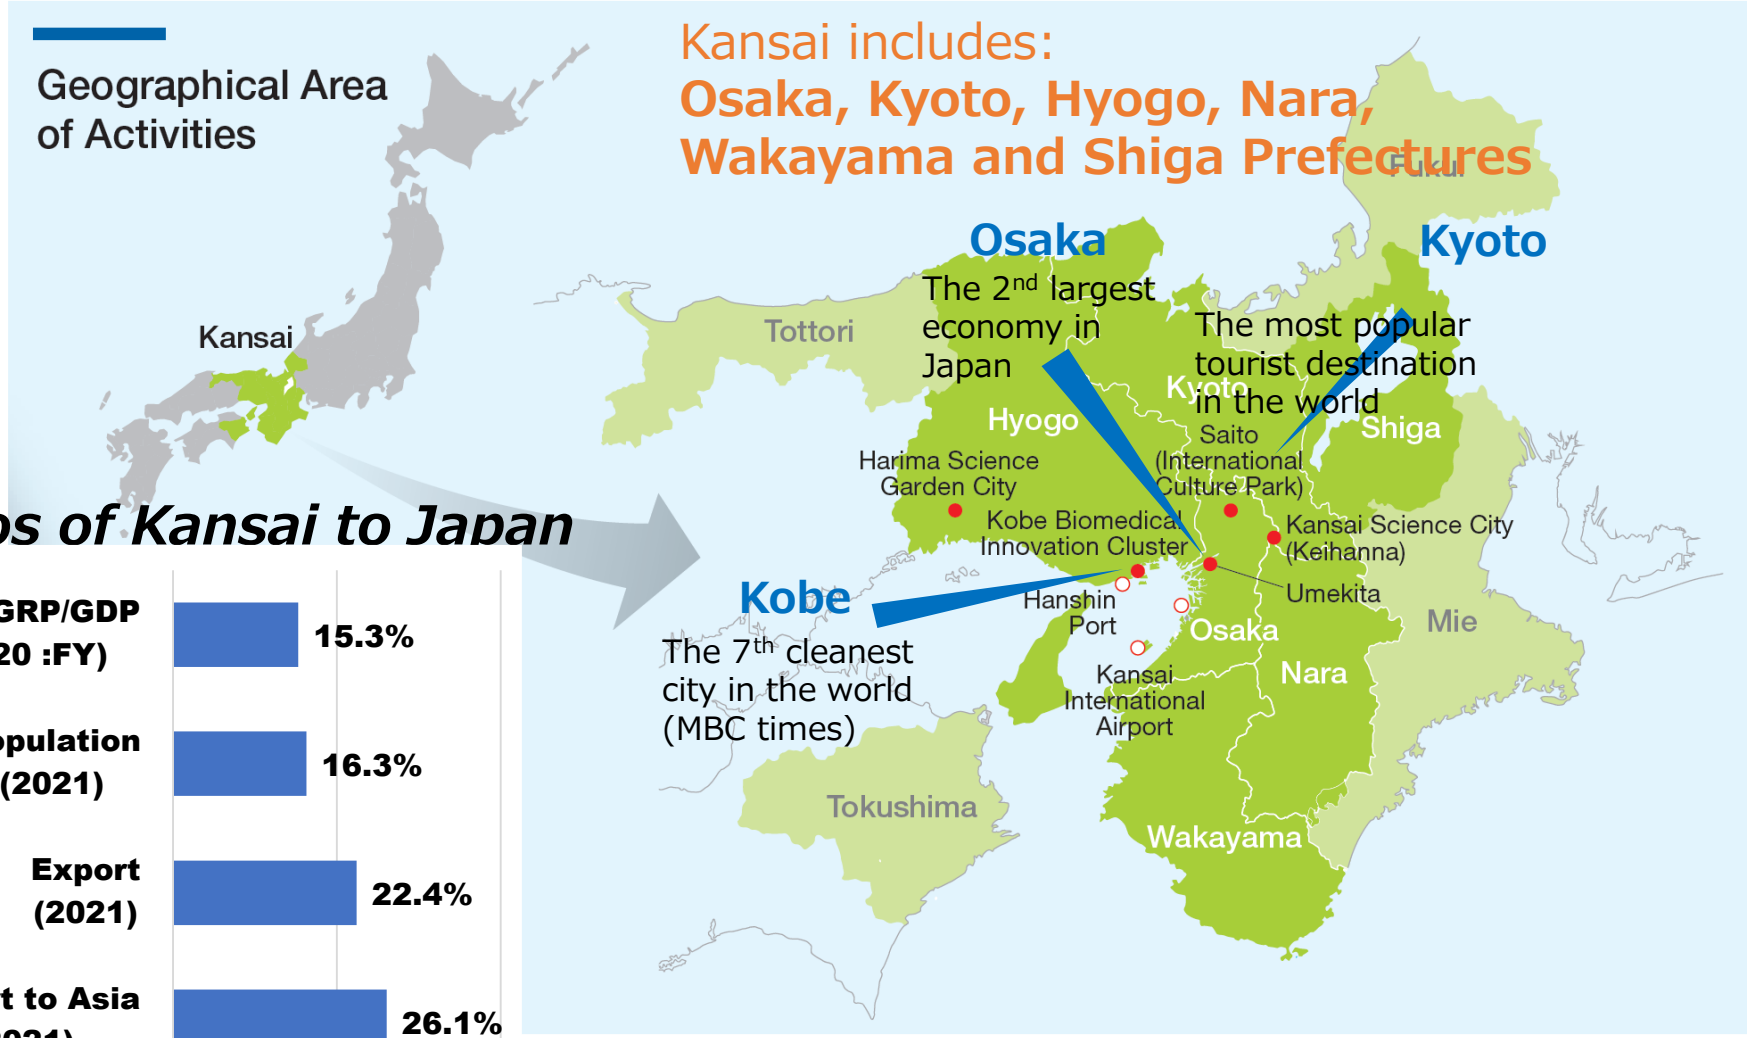 Geographical Area
of Activities
Kansai includes:
Osaka, Kyoto, Hyogo, Nara,
Wakayama and Shiga Prefectures
Fukui
Kansai
Osaka
The 2nd largest
economy in
Japan
Kyoto
The most popular
tourist destination
in the world
Tottori
Hyogo
Kyoto
Shiga
Harima Science
Garden City
Saito
(International
Culture Park)
Kobe Biomedical
Innovation Cluster
Kansai Science City
(Keihanna)
Umekita
Kobe
The 7th cleanest
city in the world
(MBC times)
Hanshin
Port
Osaka
Mie
Nara
Kansai
International
Airport
Tokushima
Wakayama
of Kansai to Japan
GRP/GDP
20 :FY)
15.3%
opulation
(2021)
16.3%
Export
(2021)
22.4%
t to Asia
26.1%